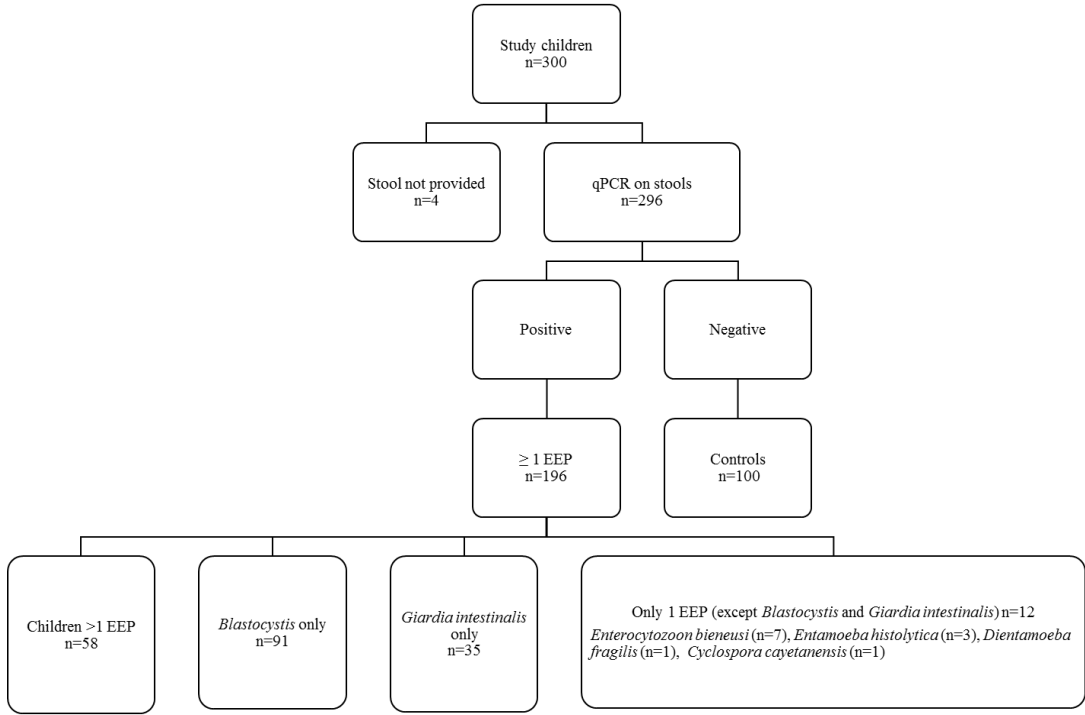 Study children
n=300
Stool not provided
n=4
qPCR on stools
n=296
Positive
Negative
≥ 1 EEP
n=196
Controls
n=100
Children >1 EEP
n=58
Blastocystis only
n=91
Giardia intestinalis
only
n=35
Only 1 EEP (except Blastocystis and Giardia intestinalis) n=12
Enterocytozoon bieneusi (n=7), Entamoeba histolytica (n=3), Dientamoeba
fragilis (n=1), Cyclospora cayetanensis (n=1)